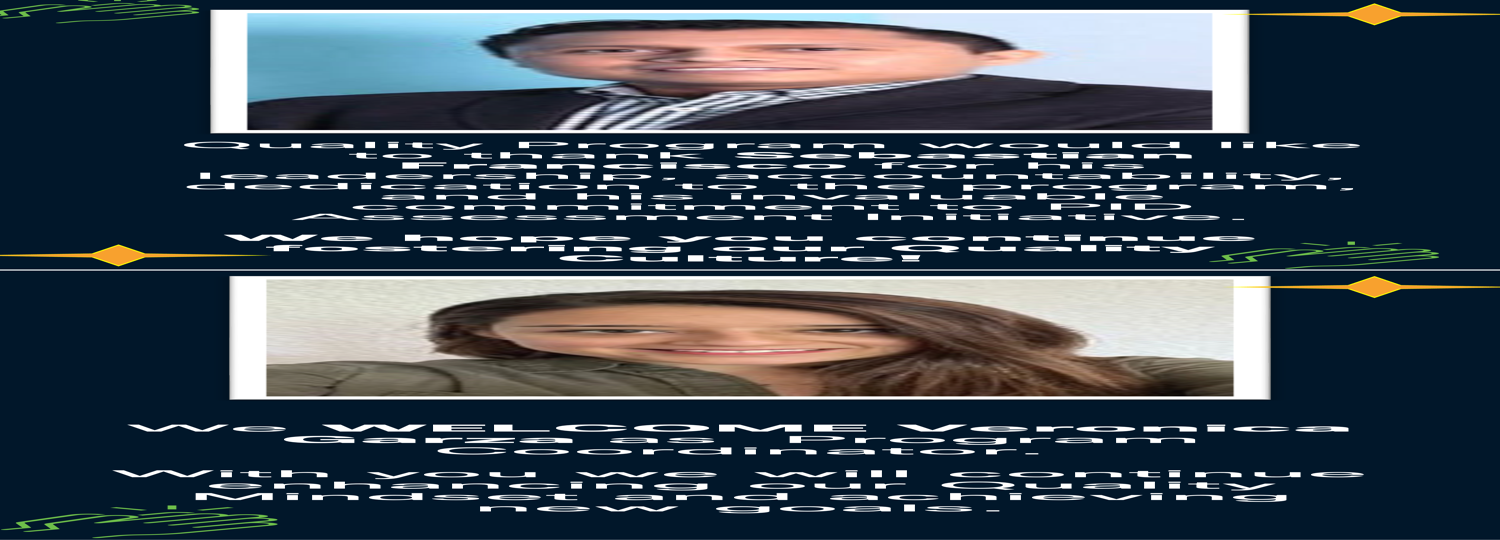 Quality Program would like
to thank Sebastian
Francisco for his
leadership, accountability,
dedication to the program,
and his invaluable
commitment to PID
Assessment Initiative.
We hope you continue
fostering our Quality
Culture!
We WELCOME Veronica
Garza as Program
Coordinator.
With you we will continue
enhancing our Quality
Mindset and achieving
new goals.